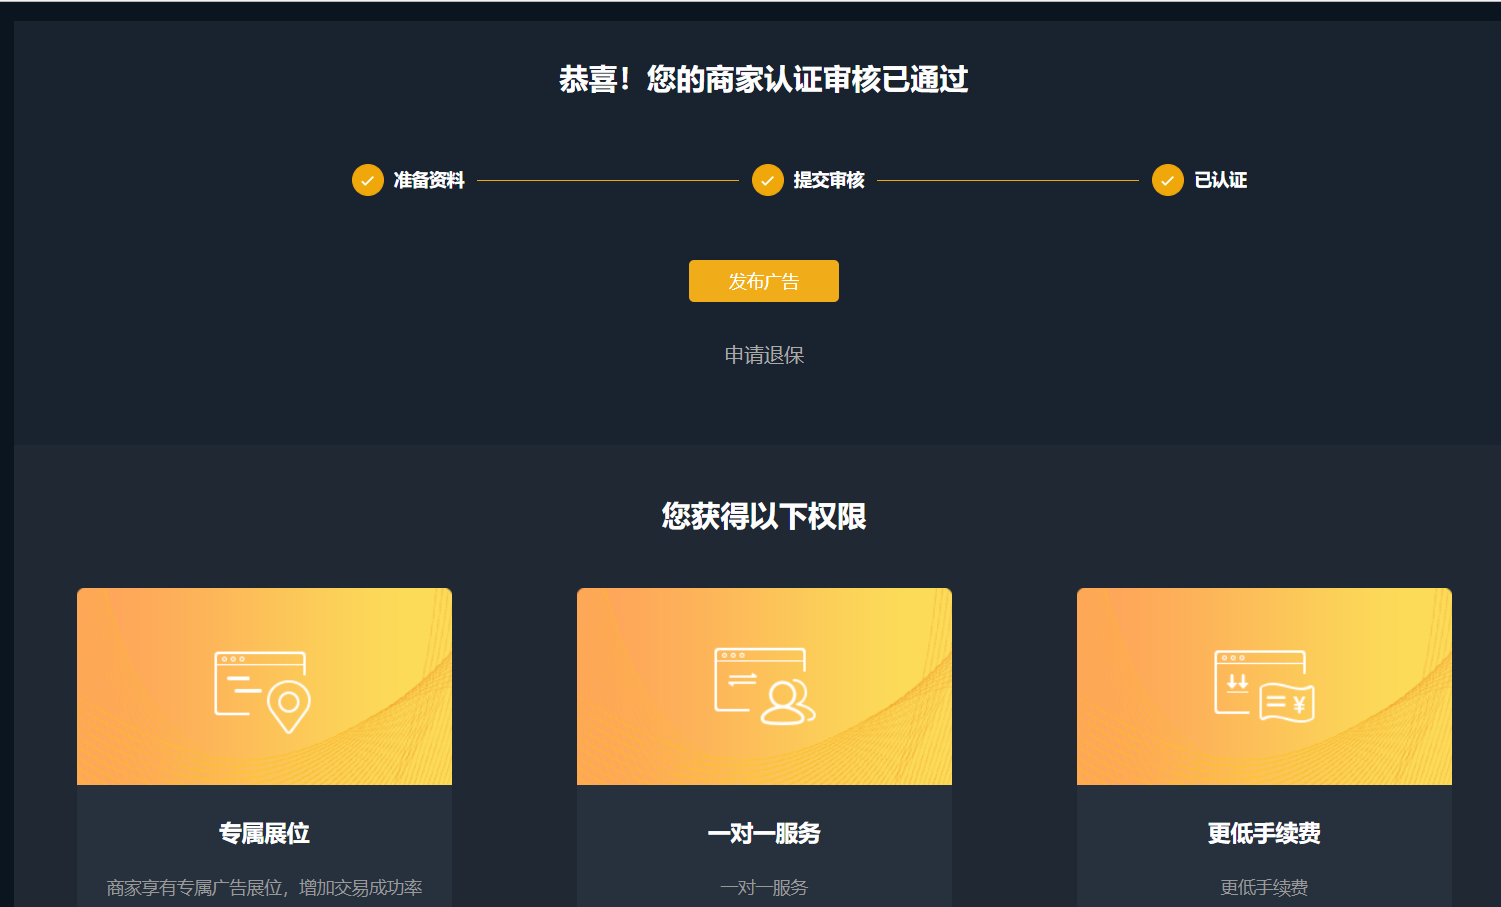 恭喜！您的商家认证审核已通过
准备资料
提交审核
已认证
发布广告
申请退保
您获得以下权限
专属展位
一对一服务
更低手续费
商家享有专属广告展位，增加交易成功率
一对一服务
更低手续费